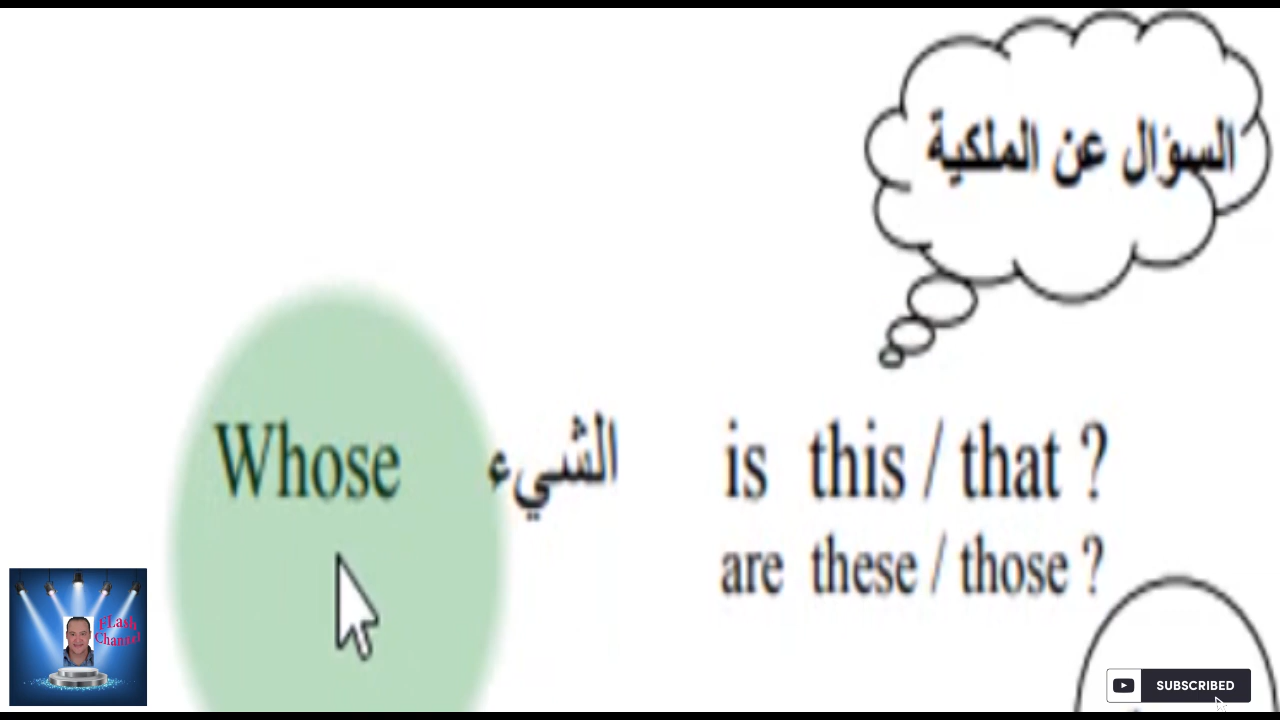 السؤال عن الملكية
Whose الشيء is this / that ?
are these / those ?
FLash
Channel
SUBSCRIBED